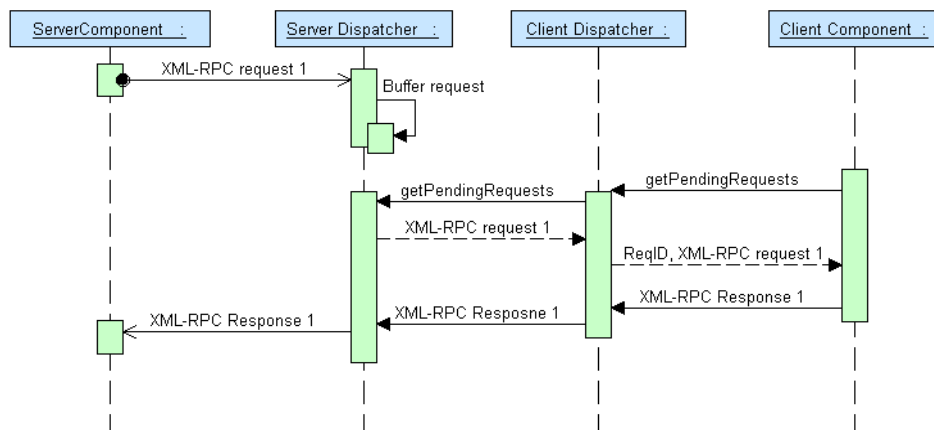 ServerComponent :
Server Dispatcher :
Client Dispatcher :
Client Component :
XML-RPC request 1
Buffer request
getPendingRequests
getPendingRequests
XML-RPC request 1
ReqID, XML-RPC request 1
XML-RPC Response 1
XML-RPC Resposne 1
XML-RPC Response 1